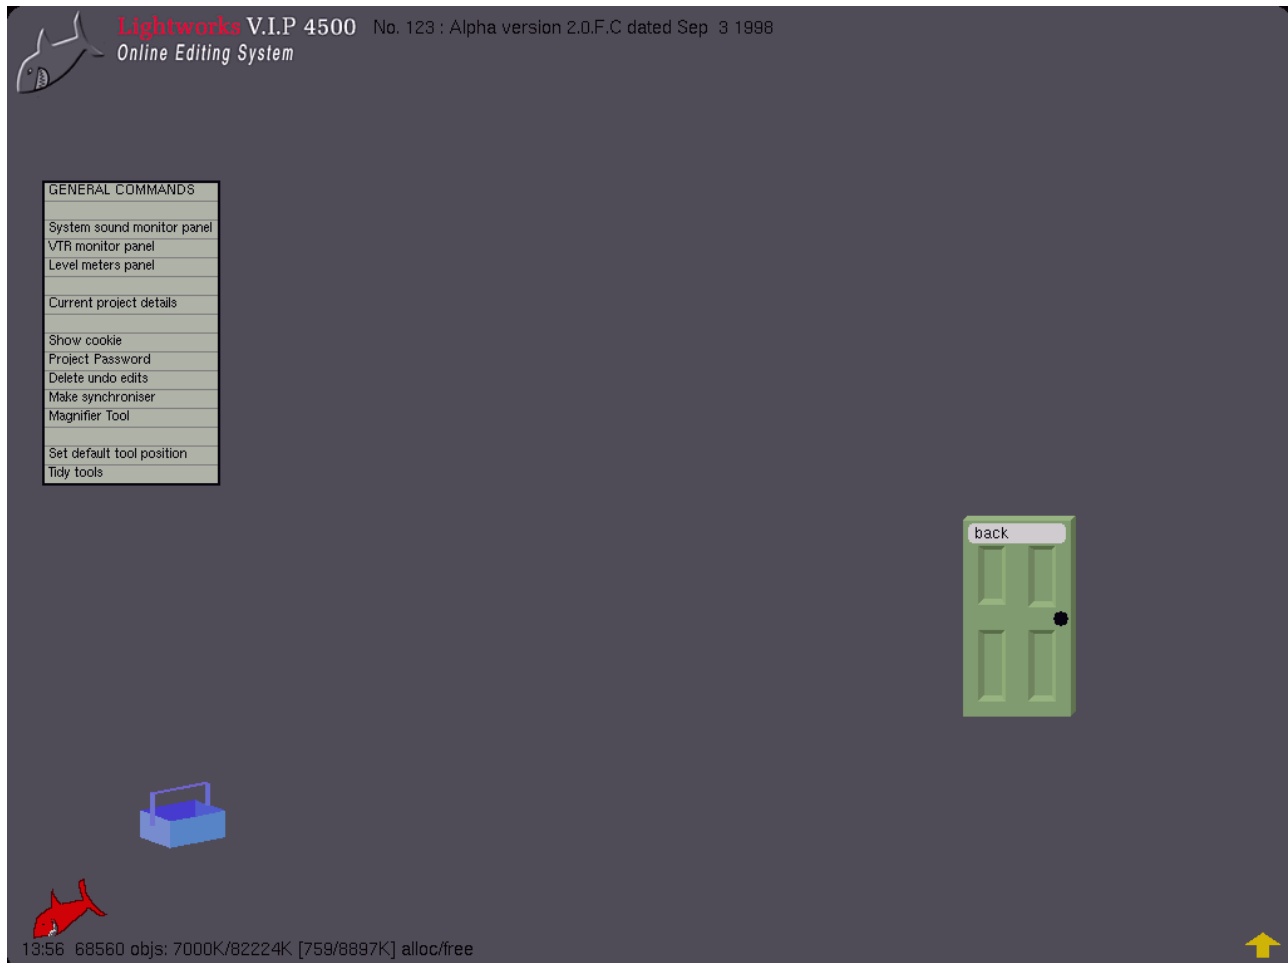 Lightworks V.I.P 4500 No. 123 : Alpha version 2.0.F.C dated Sep 3 1998
Online Editing System
GENERAL COMMANDS
System sound monitor panel
VTR monitor panel
Level meters panel
Current project details
Show cookie
Project Password
Delete undo edits
Make synchroniser
Magnifier Tool
Set default tool position
Tidy tools
back
13:56 68560 objs: 7000K/82224K [759/8897K] alloc/free